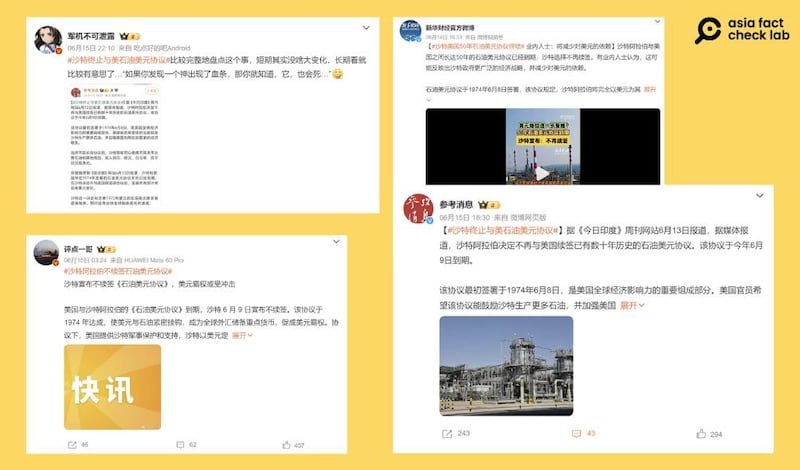 asia fact
check lab
军机不可泄露
06月15日 22:10 来自 吃点好的吧Android
#沙特终止与美石油美元协议#比较完整地盘点这个事，短期其实没啥大变化，长期看就
比较有意思了…“如果你发现一个神出现了血条，那你就知道，它，也会死…”
新华财经官方微博
06月14日 16:53 来自 微博视频号
#沙特美国50年石油美元协议终结# 业内人士：将减少对美元的依赖】沙特阿拉伯与美国
之间长达50年的石油美元协议已经到期，沙特选择不再续签。有业内人士认为，这可
能反映出沙特政府更广泛的经济战略，并减少对美元的依赖。
石油美元协议于1974年6月8日签署，该协议规定，沙特阿拉伯将完全以美元为其 展开
50年石油美元协议到期
沙特宣布：不再续签
参考消息
06月15日 18:30 来自 微博网页版
【#沙特终止与美石油美元协议#】据《今日印度》周刊网站6月13日报道，据媒体报
道，沙特阿拉伯决定不再与美国续签已有数十年历史的石油美元协议。该协议于今年6月
9日到期。
该协议最初签署于1974年6月8日，是美国全球经济影响力的重要组成部分。美国官员希
望该协议能鼓励沙特生产更多石油，并加强美国 展开
243
43
294
评点一哥
03:24 来自 HUAWEI Mate 60 Pro
#沙特阿拉伯不续签石油美元协议#
沙特宣布不续签《石油美元协议》，美元霸权或受冲击
美国与沙特阿拉伯的《石油美元协议》到期，沙特 6 月 9 日宣布不续签。该协议于
1974 年达成，使美元与石油紧密挂钩，成为全球外汇储备重点货币，促成美元霸权。协
议下，美国提供沙特军事保护和支持，沙特以美元定 展开
快讯
46
62
457